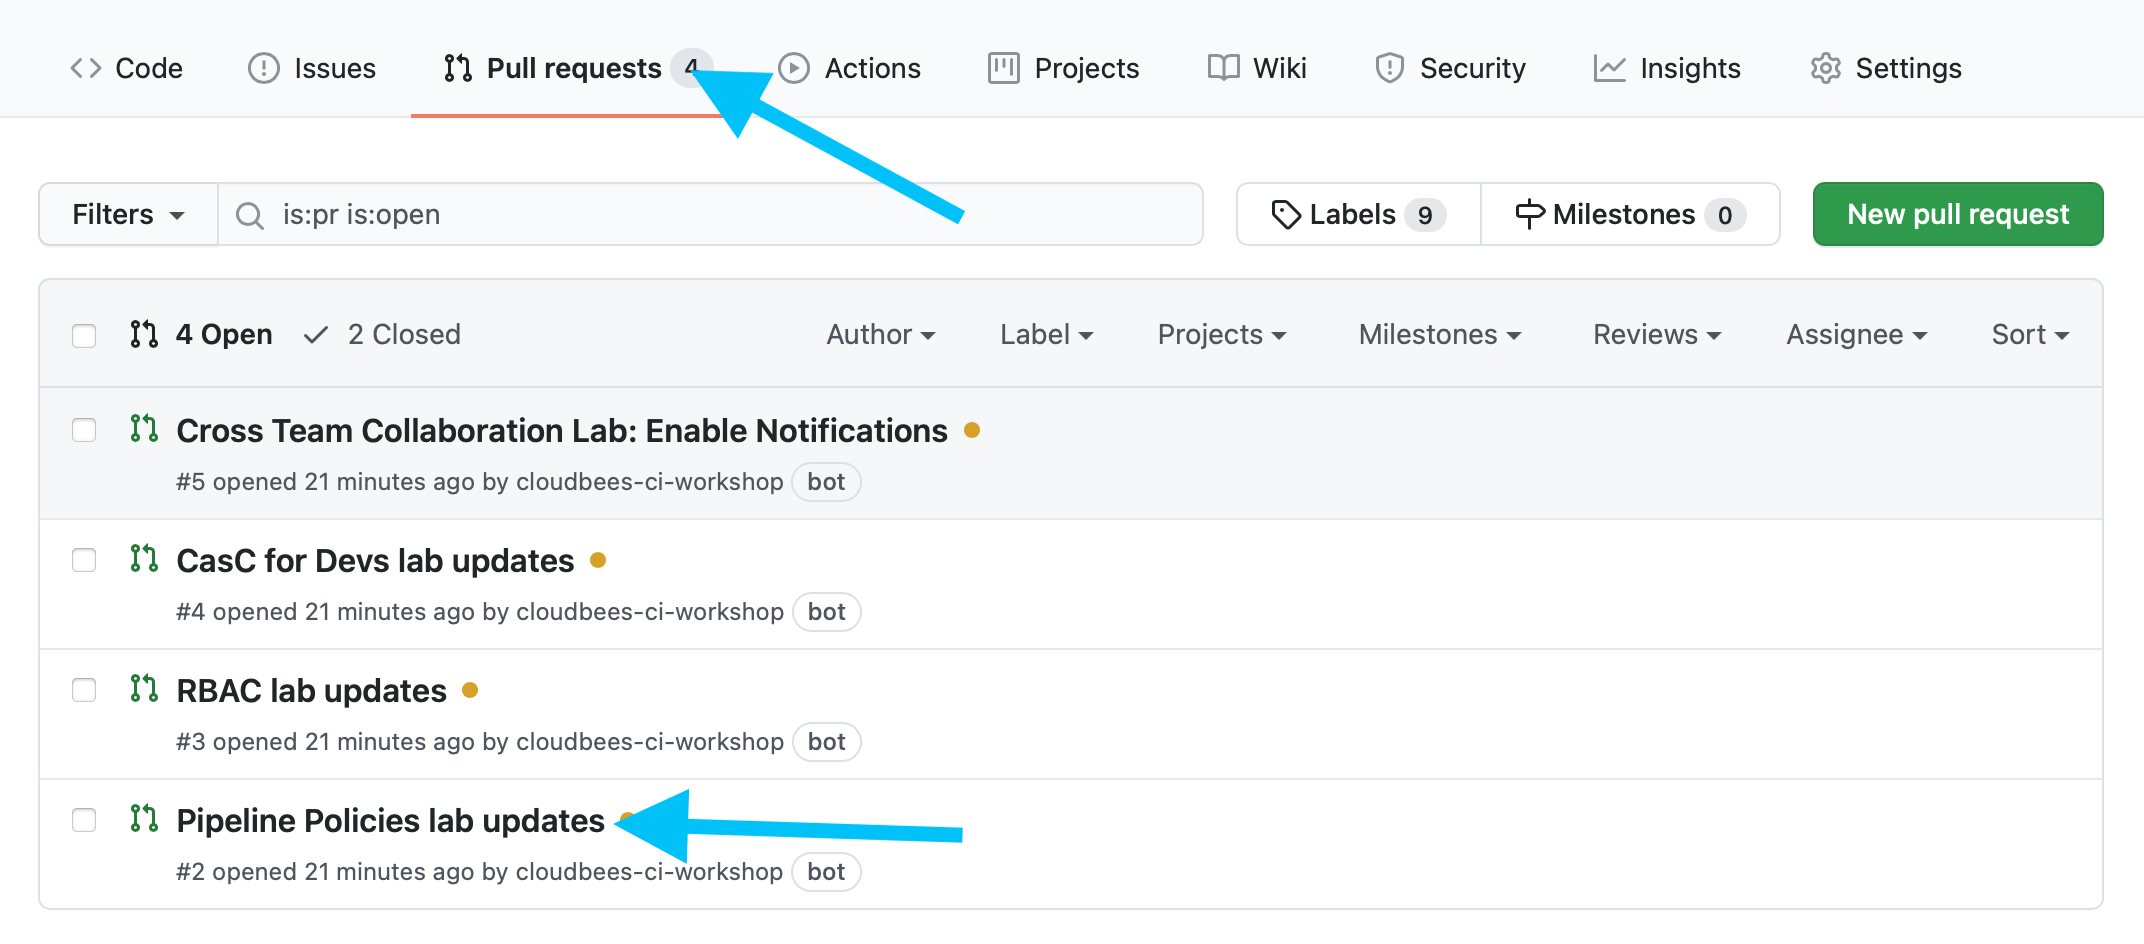 Code Issues Pull requests 4 Actions Projects Wiki Security Insights Settings
Filters is:pr is:open Labels 9 Milestones 0 New pull request
4 Open 2 Closed Author Label Projects Milestones Reviews Assignee Sort
Cross Team Collaboration Lab: Enable Notifications
#5 opened 21 minutes ago by cloudbees-ci-workshop bot
CasC for Devs lab updates
#4 opened 21 minutes ago by cloudbees-ci-workshop bot
RBAC lab updates
#3 opened 21 minutes ago by cloudbees-ci-workshop bot
Pipeline Policies lab updates
#2 opened 21 minutes ago by cloudbees-ci-workshop bot